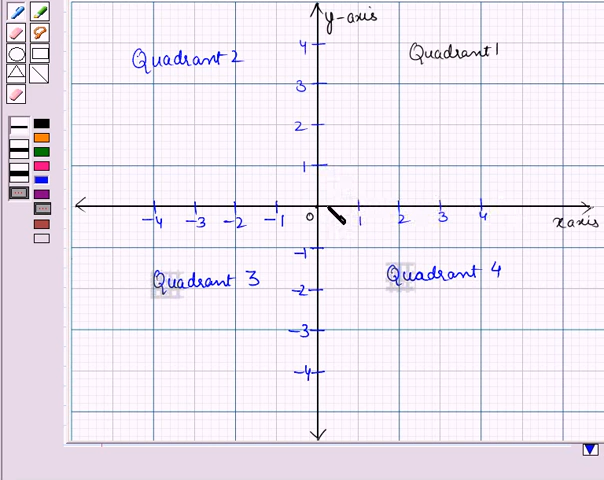 y-axis
Quadrant 2
Quadrant 1
4
3
2
1
0
-4 -3 -2 -1 1 2 3 4
x axis
-1
Quadrant 3
Quadrant 4
-2
-3
-4